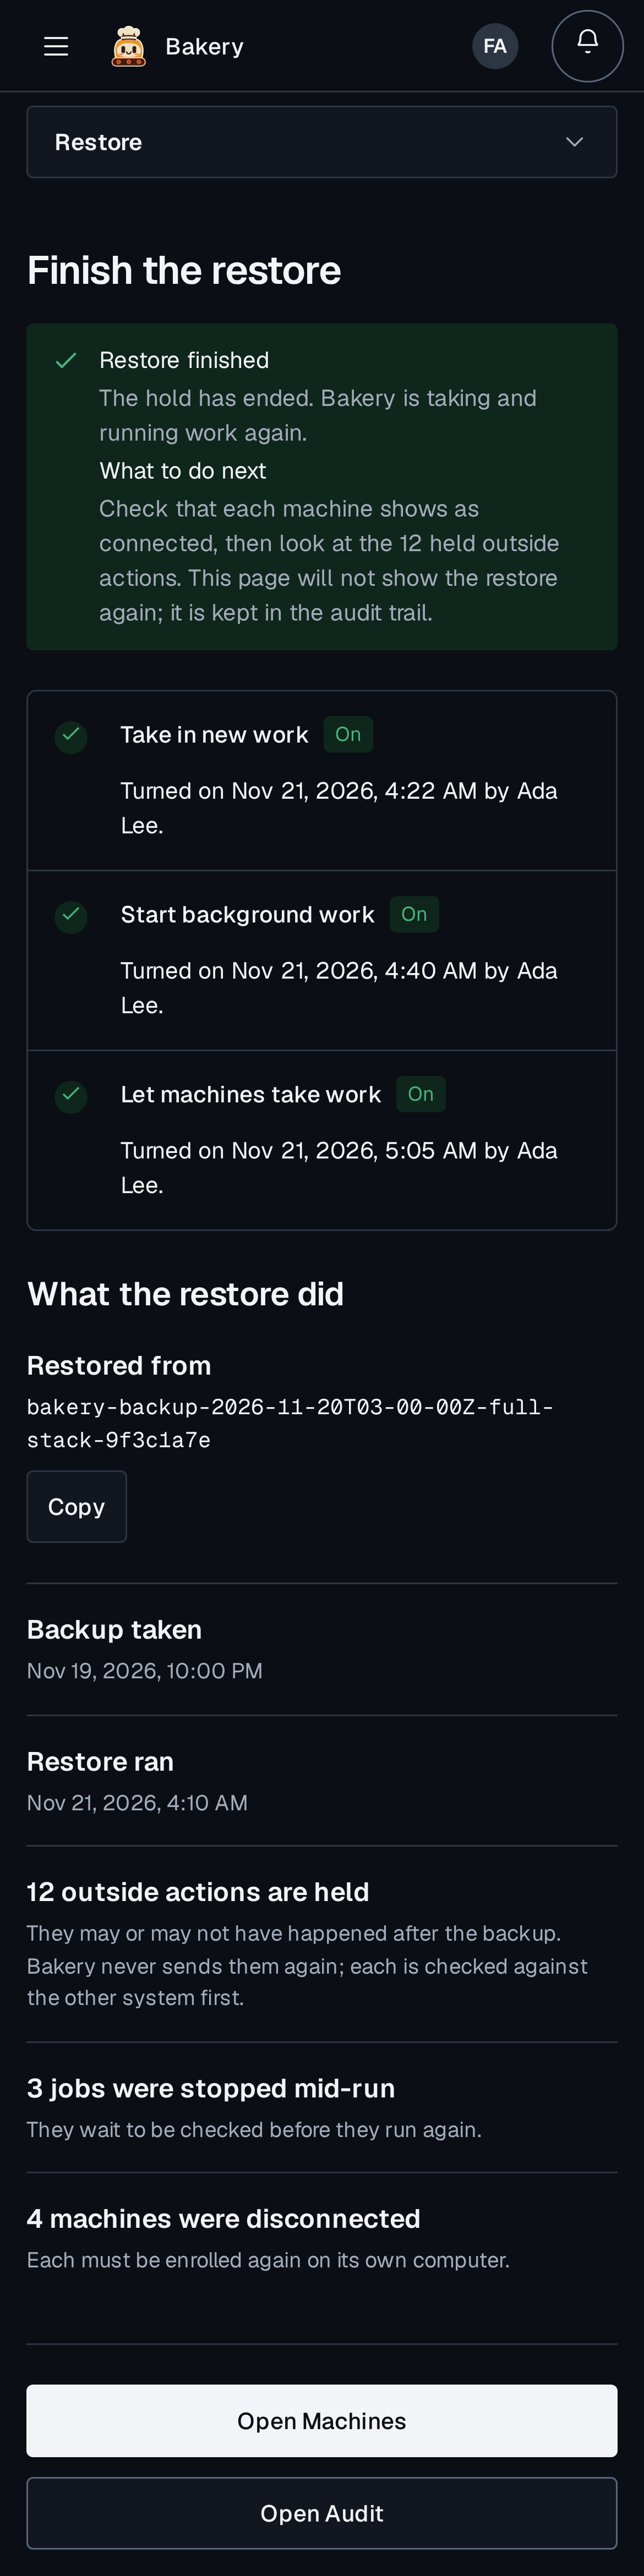 Bakery
FA
Restore
Finish the restore
Restore finished
The hold has ended. Bakery is taking and
running work again.
What to do next
Check that each machine shows as
connected, then look at the 12 held outside
actions. This page will not show the restore
again; it is kept in the audit trail.
Take in new work On
Turned on Nov 21, 2026, 4:22 AM by Ada
Lee.
Start background work On
Turned on Nov 21, 2026, 4:40 AM by Ada
Lee.
Let machines take work On
Turned on Nov 21, 2026, 5:05 AM by Ada
Lee.
What the restore did
Restored from
bakery-backup-2026-11-20T03-00-00Z-full-
stack-9f3c1a7e
Copy
Backup taken
Nov 19, 2026, 10:00 PM
Restore ran
Nov 21, 2026, 4:10 AM
12 outside actions are held
They may or may not have happened after the backup.
Bakery never sends them again; each is checked against
the other system first.
3 jobs were stopped mid-run
They wait to be checked before they run again.
4 machines were disconnected
Each must be enrolled again on its own computer.
Open Machines
Open Audit